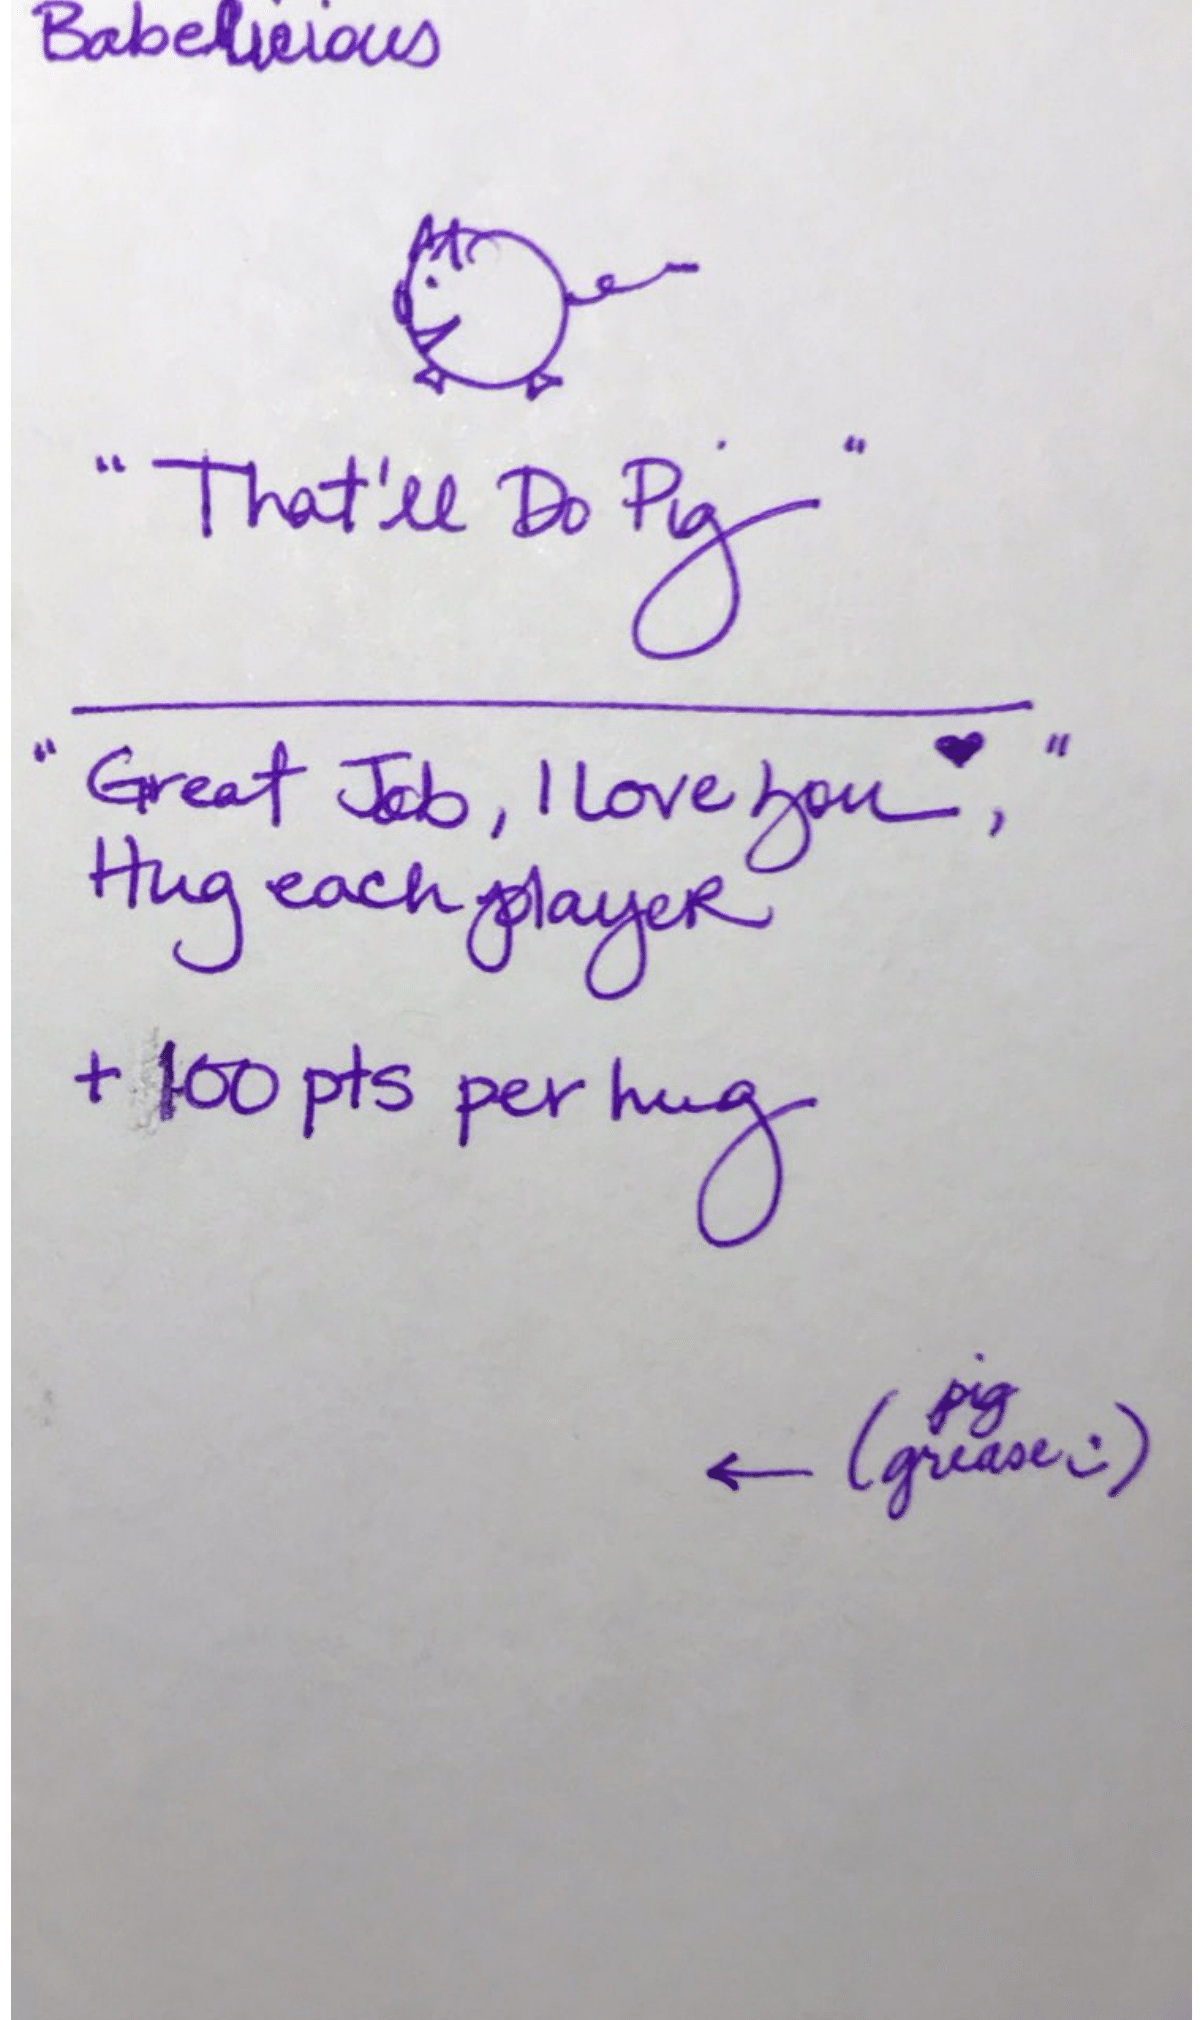 Babelicious
"That'll Do Pig"
"Great Job, I Love you ♥,"
Hug each player
+ 100 pts per hug
← (pig
grease :))